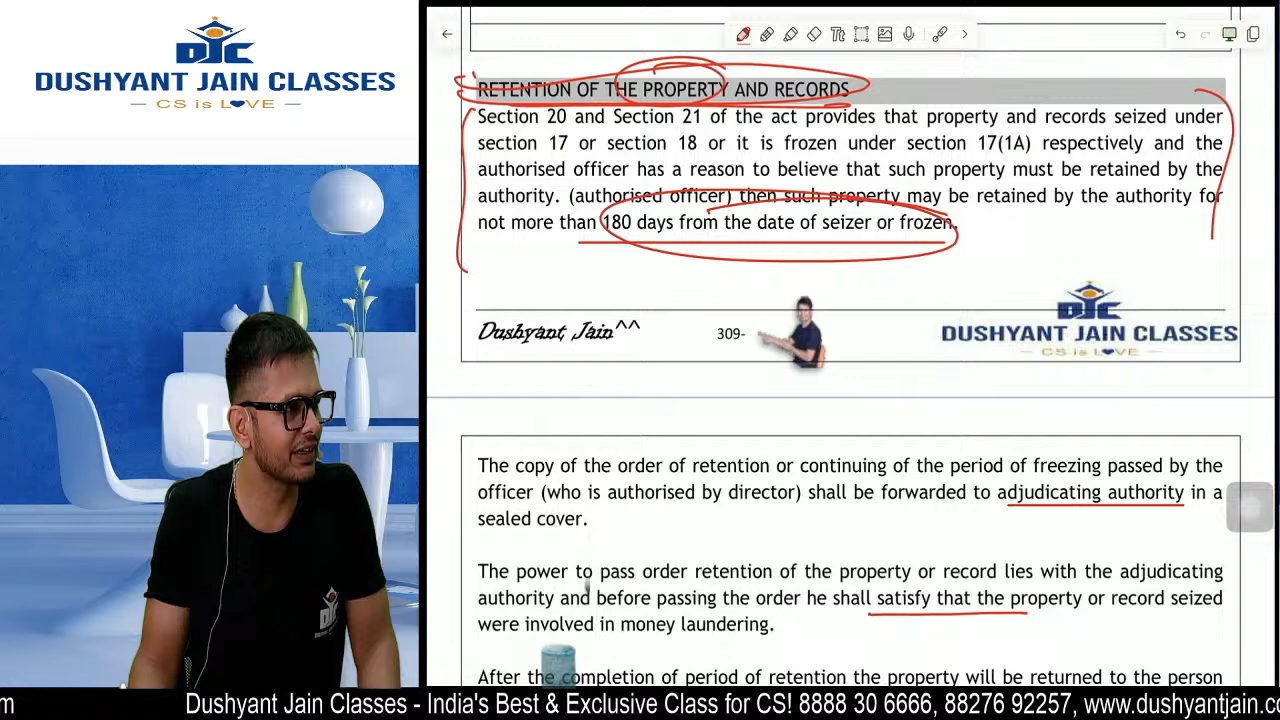 DJC
DUSHYANT JAIN CLASSES
CS is L♥VE
RETENTION OF THE PROPERTY AND RECORDS
Section 20 and Section 21 of the act provides that property and records seized under
section 17 or section 18 or it is frozen under section 17(1A) respectively and the
authorised officer has a reason to believe that such property must be retained by the
authority. (authorised officer) then such property may be retained by the authority for
not more than 180 days from the date of seizer or frozen.
Dushyant Jain^^
309-
DJC
DUSHYANT JAIN CLASSES
CS is L♥VE
The copy of the order of retention or continuing of the period of freezing passed by the
officer (who is authorised by director) shall be forwarded to adjudicating authority in a
sealed cover.
The power to pass order retention of the property or record lies with the adjudicating
authority and before passing the order he shall satisfy that the property or record seized
were involved in money laundering.
After the completion of period of retention the property will be returned to the person
m
Dushyant Jain Classes - India's Best & Exclusive Class for CS! 8888 30 6666, 88276 92257, www.dushyantjain.c